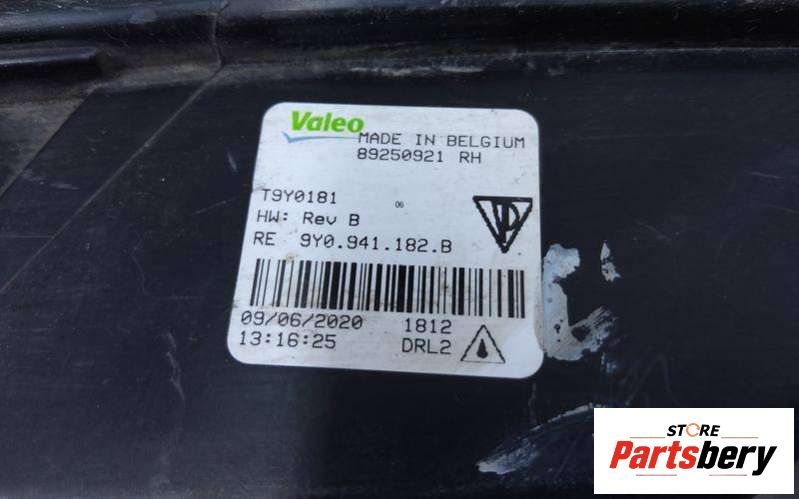 Valeo
MADE IN BELGIUM
89250921 RH
T9Y0181
06
HW: Rev B
RE 9Y0.941.182.B
09/06/2020 1812
13:16:25 DRL2
STORE
Partsbery